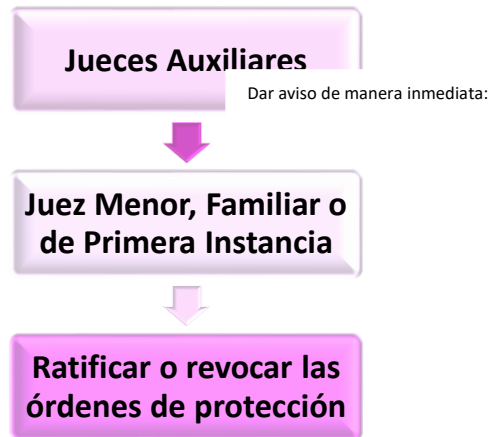 Jueces Auxiliares
Dar aviso de manera inmediata:
Juez Menor, Familiar o
de Primera Instancia
Ratificar o revocar las
órdenes de protección